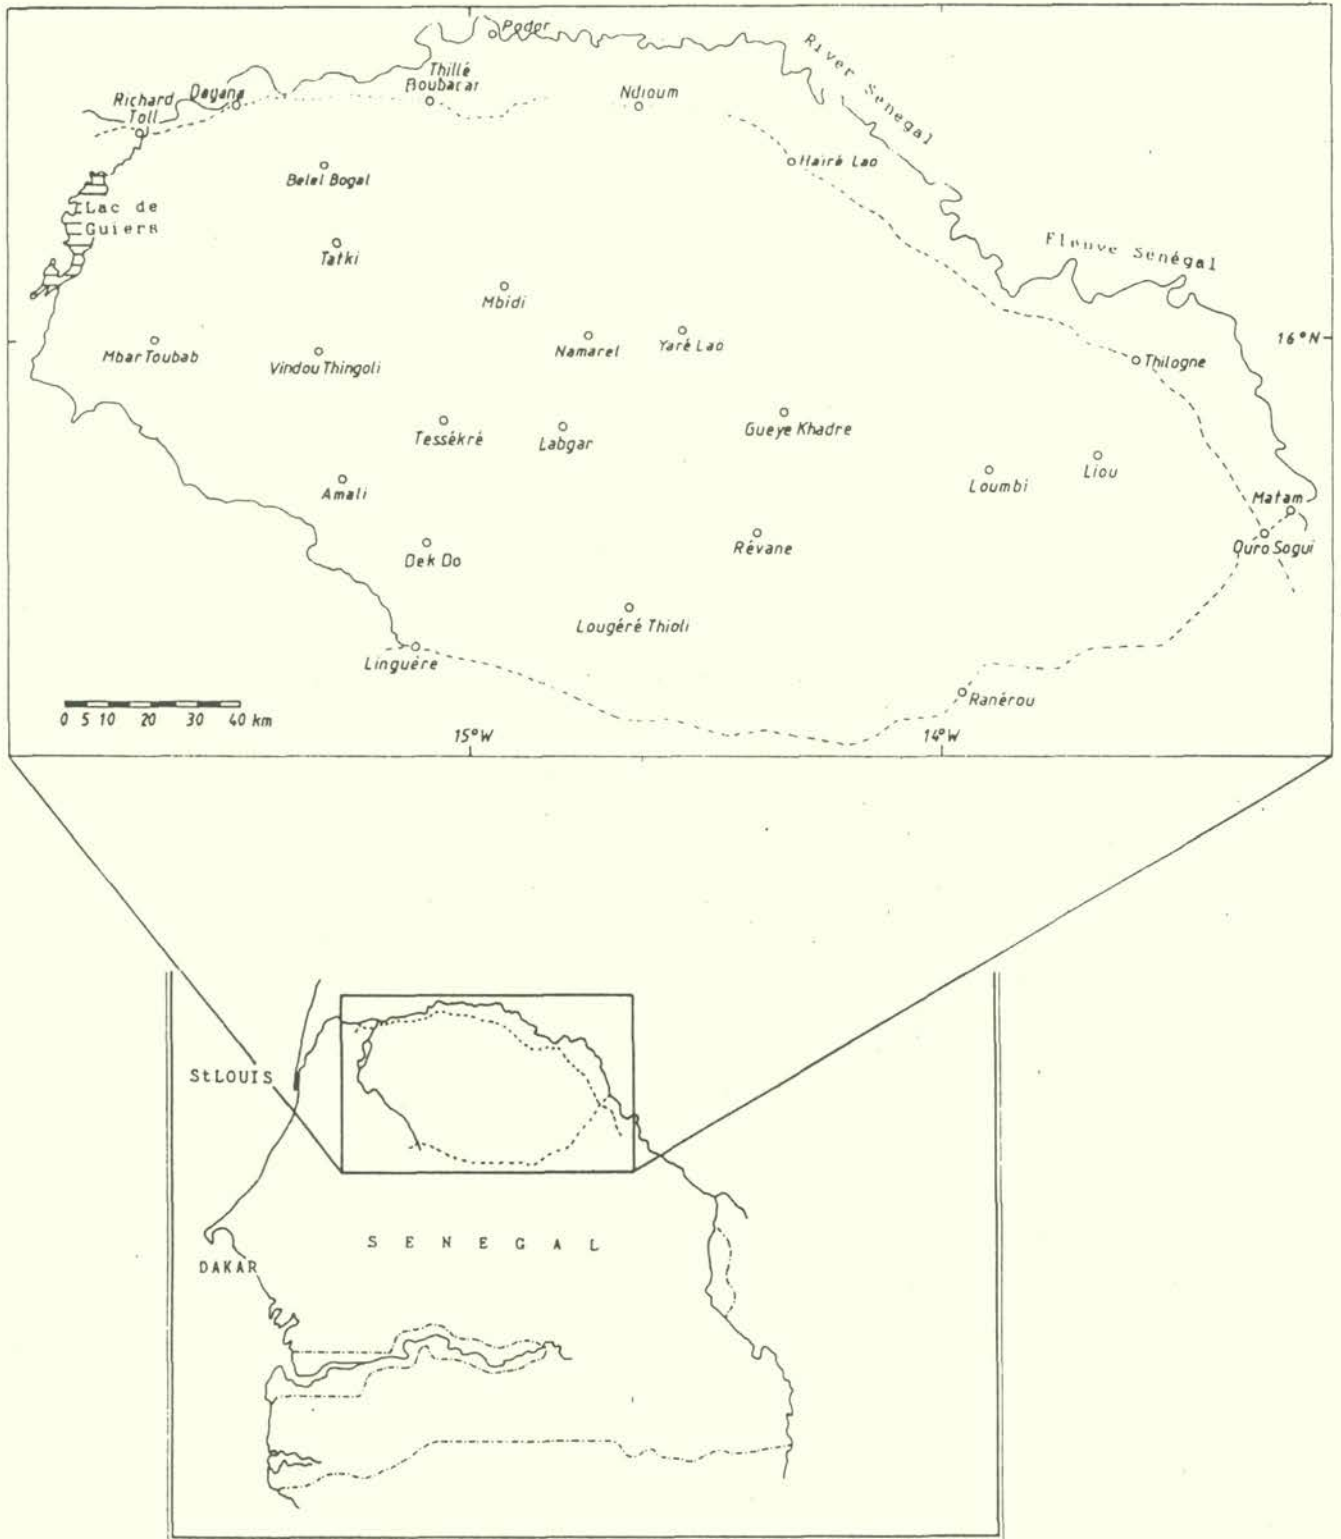 Podor
River Senegal
Thillé
Boubacar
Dagana
Ndioum
Richard
Toll
Hairé Lao
Belel Bogal
Lac de
Guiers
Fleuve Sénégal
Tatki
Mbidi
16°N
Mbar Toubab
Vindou Thingoli
Namarel
Yaré Lao
Thilogne
Tessékré
Labgar
Gueye Khadre
Loumbi
Liou
Amali
Matam
Dek Do
Révane
Ouro Sogui
Lougéré Thioli
Linguère
Ranérou
0 5 10 20 30 40 km
15°W
14°W
StLOUIS
SENEGAL
DAKAR